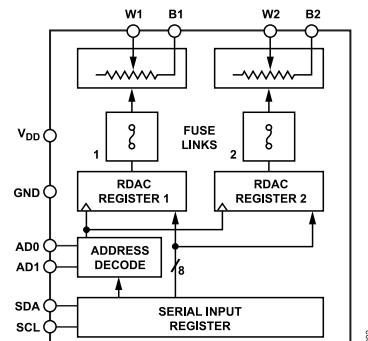 W1 B1 W2 B2
V_DD
FUSE
LINKS
1 2
GND
RDAC
REGISTER 1
RDAC
REGISTER 2
AD0
AD1
ADDRESS
DECODE
8
SDA
SCL
SERIAL INPUT
REGISTER